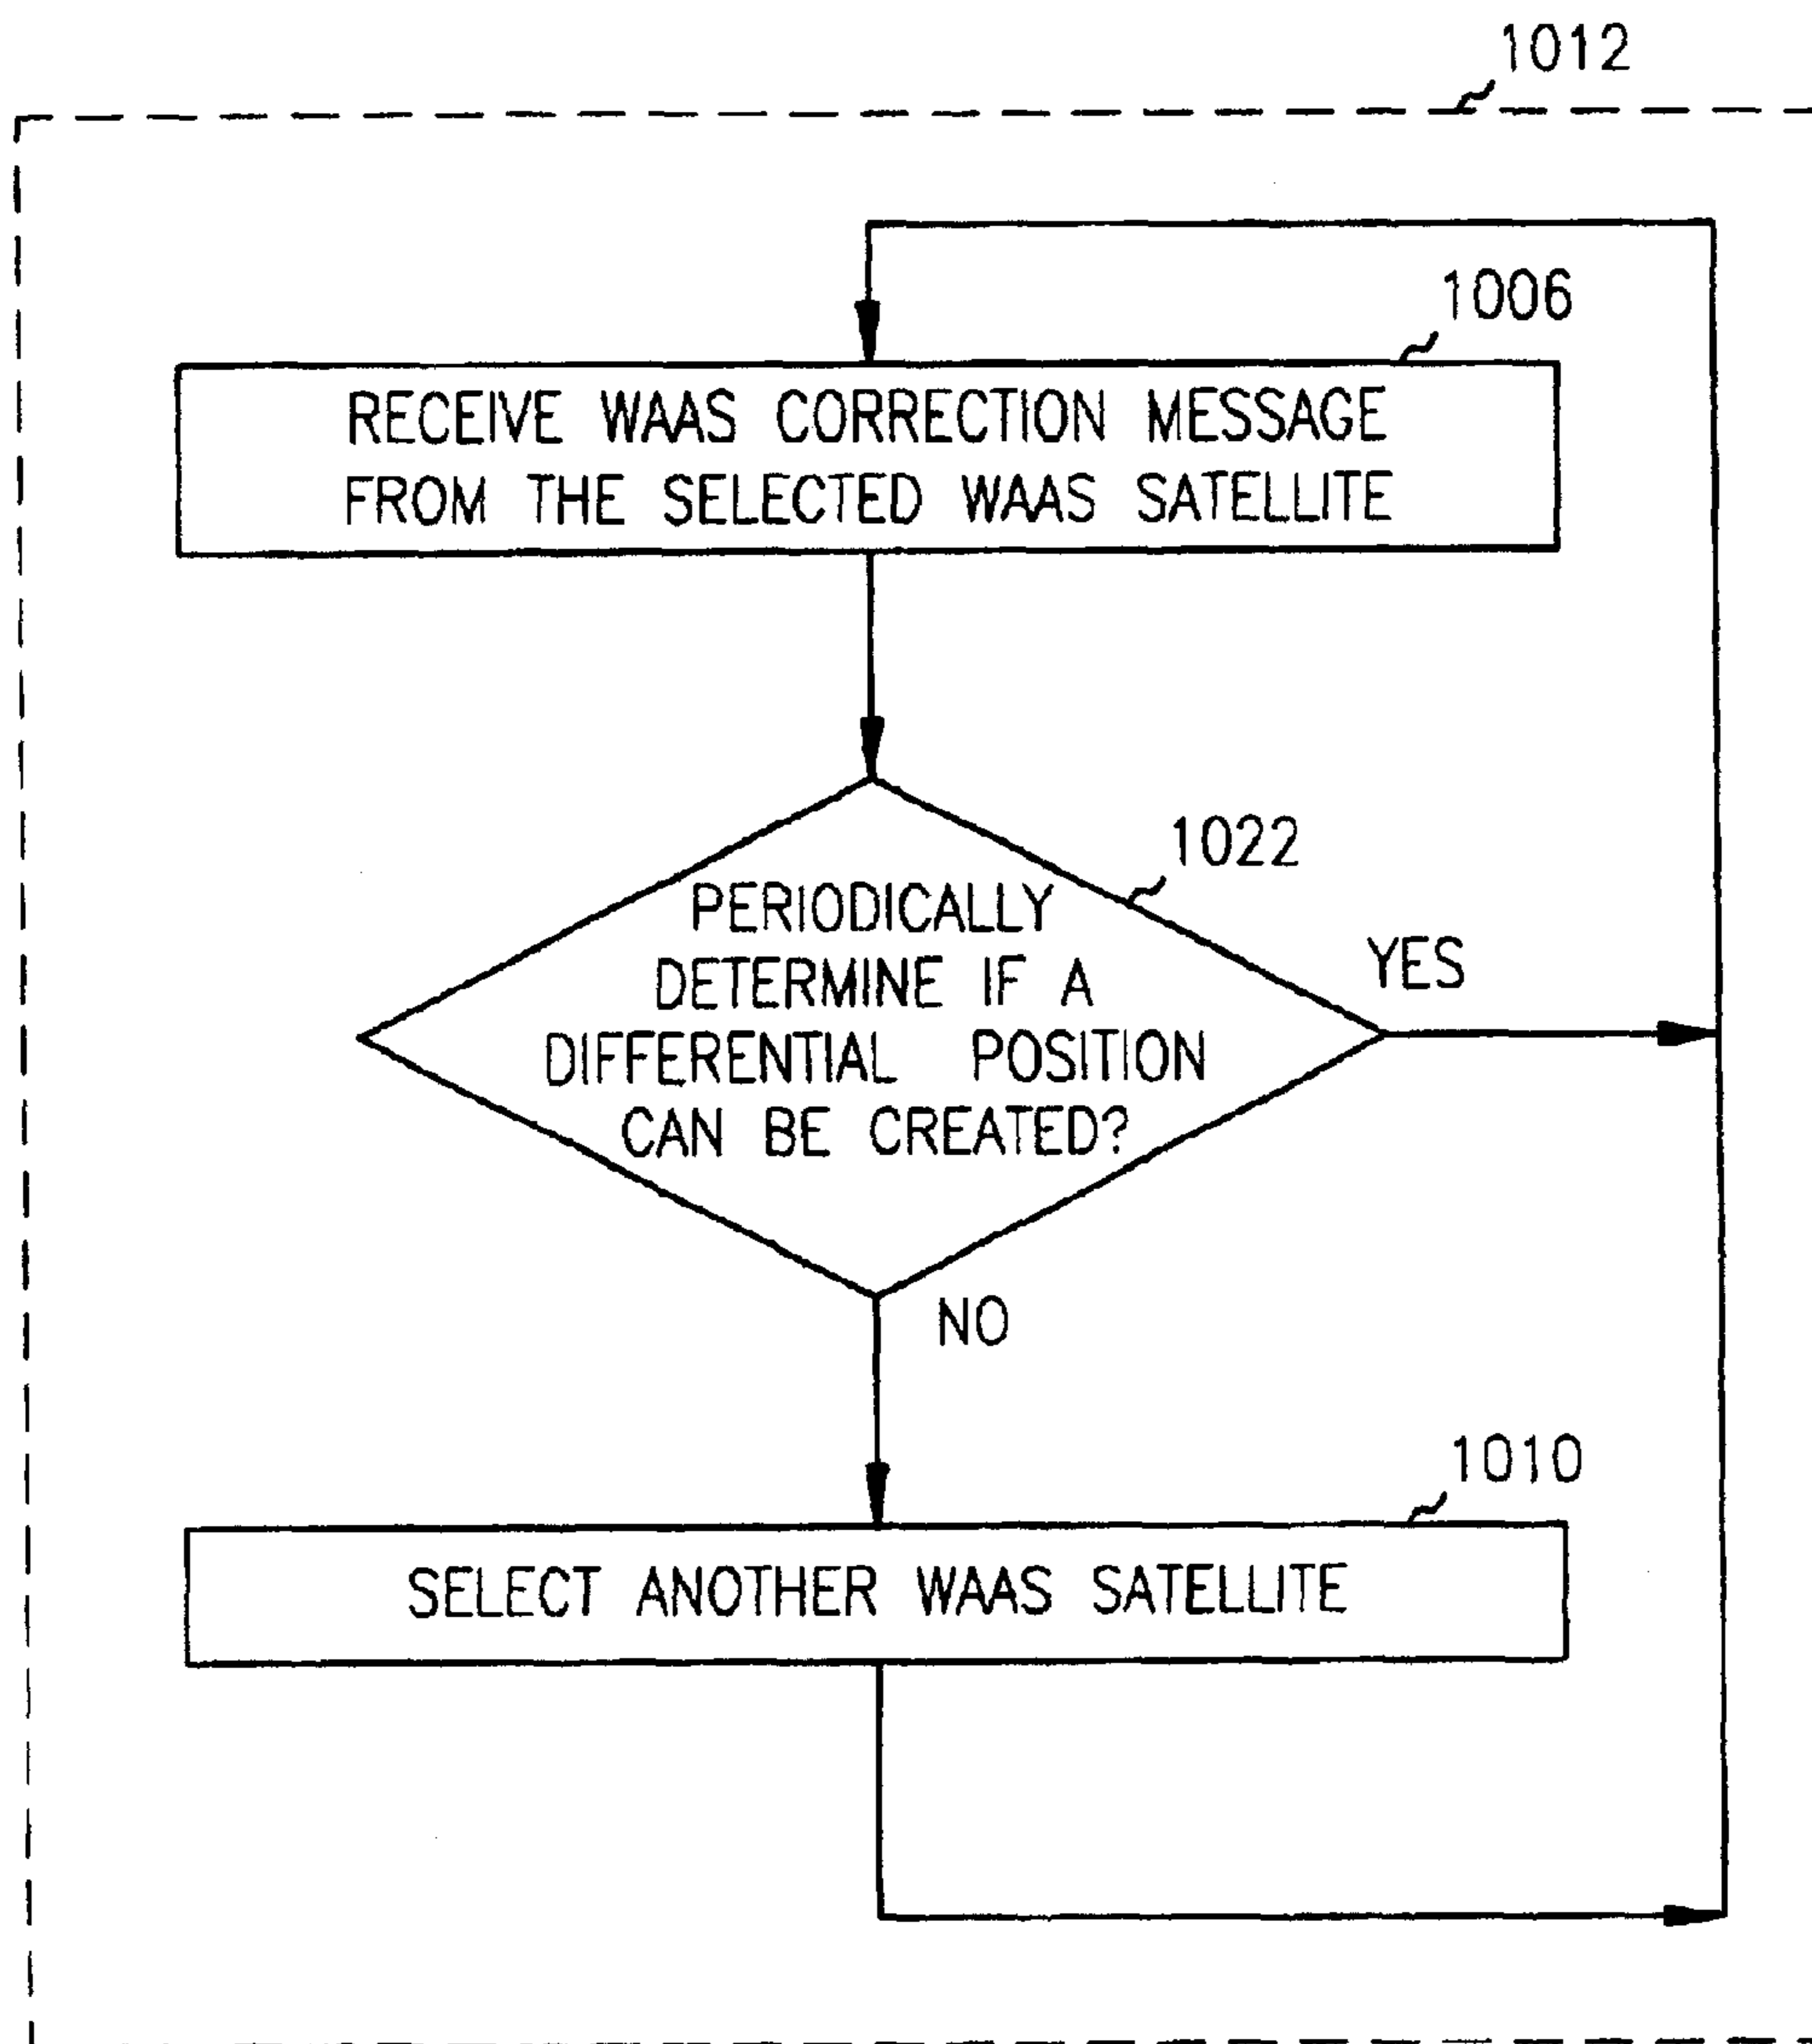 1012
1006
RECEIVE WAAS CORRECTION MESSAGE
FROM THE SELECTED WAAS SATELLITE
1022
PERIODICALLY
DETERMINE IF A
DIFFERENTIAL POSITION
CAN BE CREATED?
YES
NO
1010
SELECT ANOTHER WAAS SATELLITE